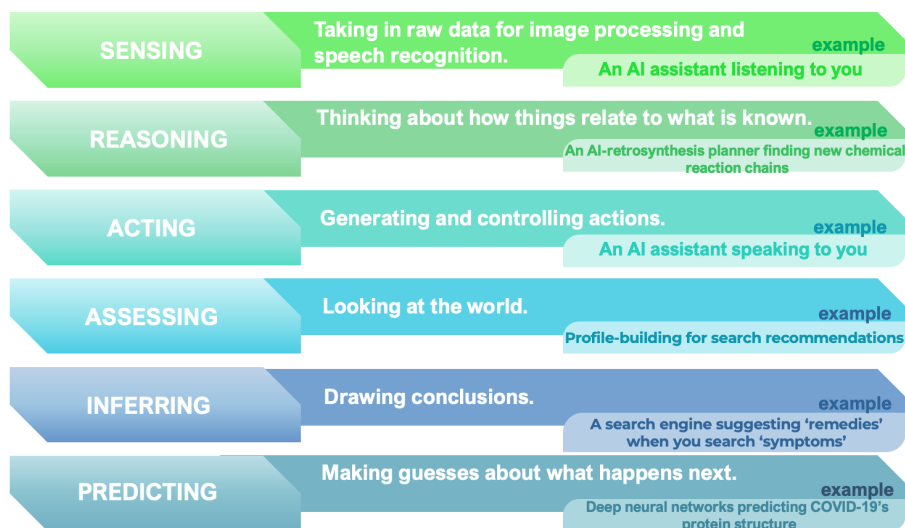 SENSING
Taking in raw data for image processing and
speech recognition.
example
An AI assistant listening to you
REASONING
Thinking about how things relate to what is known.
example
An AI-retrosynthesis planner finding new chemical
reaction chains
ACTING
Generating and controlling actions.
example
An AI assistant speaking to you
ASSESSING
Looking at the world.
example
Profile-building for search recommendations
INFERRING
Drawing conclusions.
example
A search engine suggesting ‘remedies’
when you search ‘symptoms’
PREDICTING
Making guesses about what happens next.
example
Deep neural networks predicting COVID-19’s
protein structure